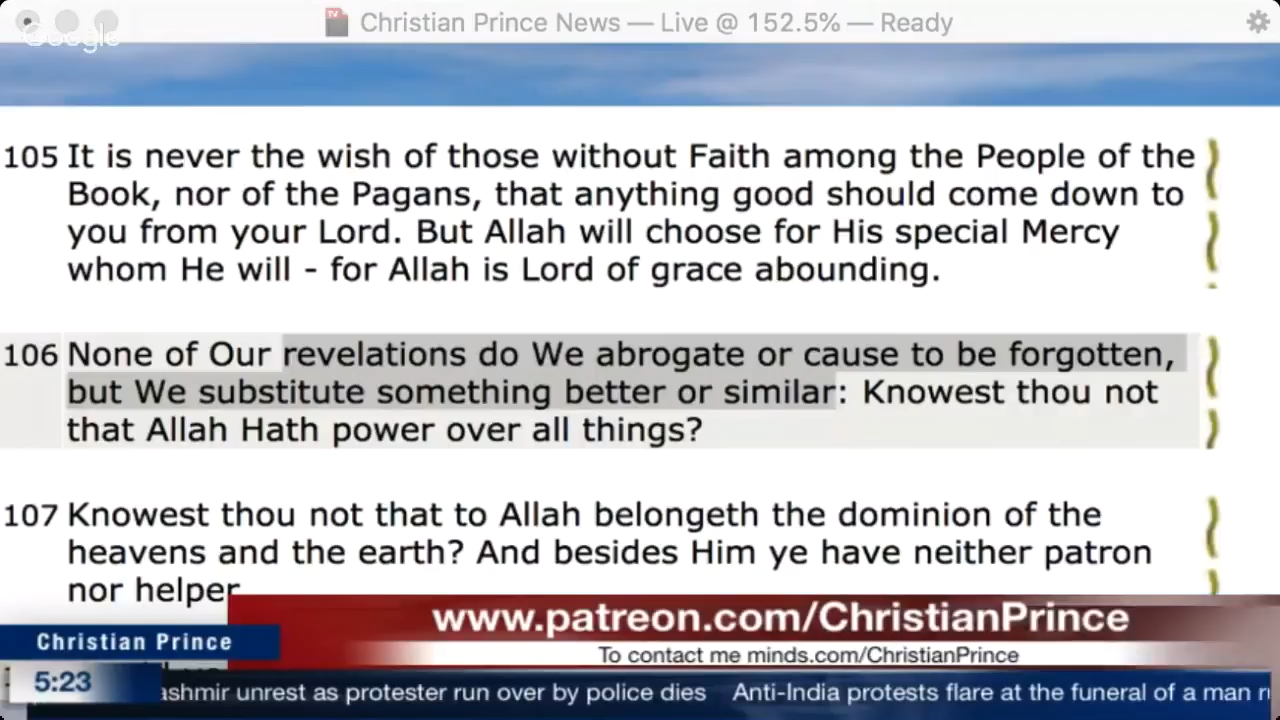 Christian Prince News — Live @ 152.5% — Ready
Google
105 It is never the wish of those without Faith among the People of the
Book, nor of the Pagans, that anything good should come down to
you from your Lord. But Allah will choose for His special Mercy
whom He will - for Allah is Lord of grace abounding.
106 None of Our revelations do We abrogate or cause to be forgotten,
but We substitute something better or similar: Knowest thou not
that Allah Hath power over all things?
107 Knowest thou not that to Allah belongeth the dominion of the
heavens and the earth? And besides Him ye have neither patron
nor helper
www.patreon.com/ChristianPrince
Christian Prince
To contact me minds.com/ChristianPrince
5:23
ashmir unrest as protester run over by police dies Anti-India protests flare at the funeral of a man